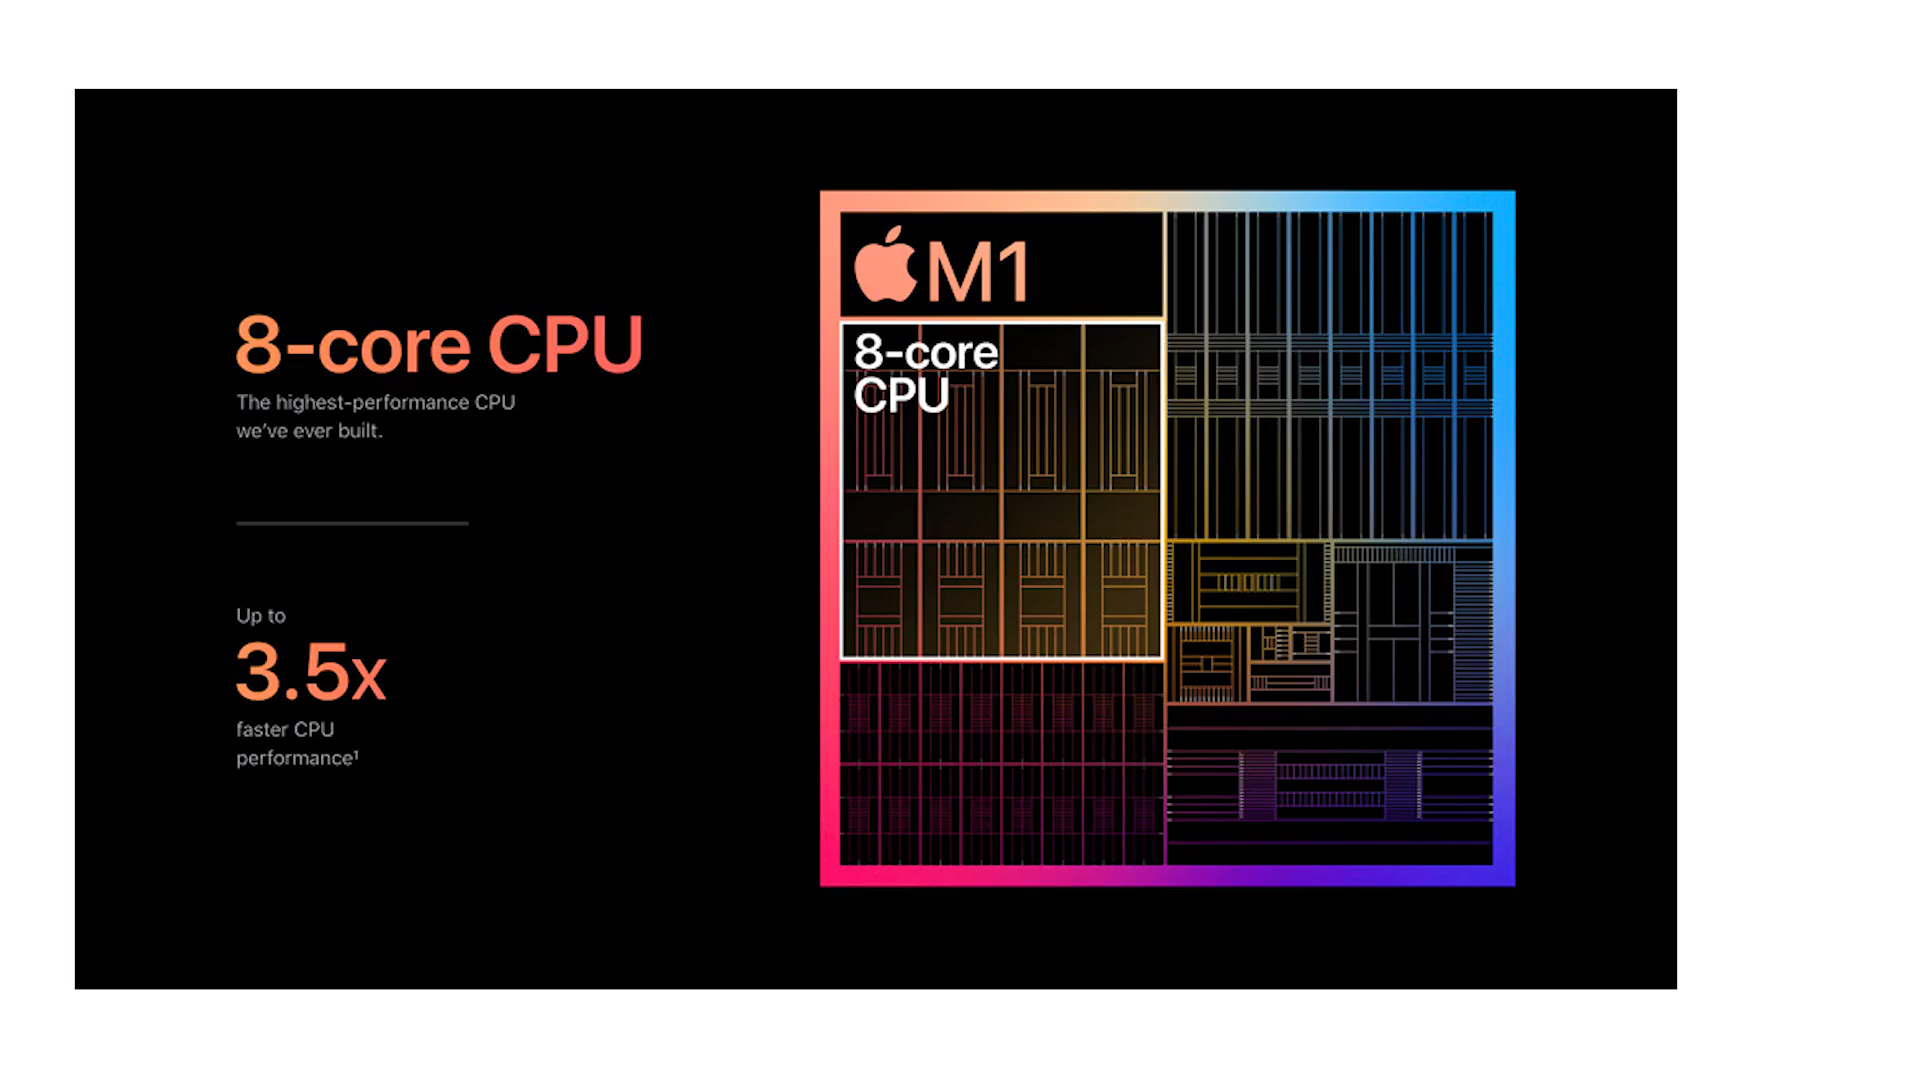 8-core CPU
The highest-performance CPU
we've ever built.
Up to
3.5x
faster CPU
performance¹
M1
8-core
CPU